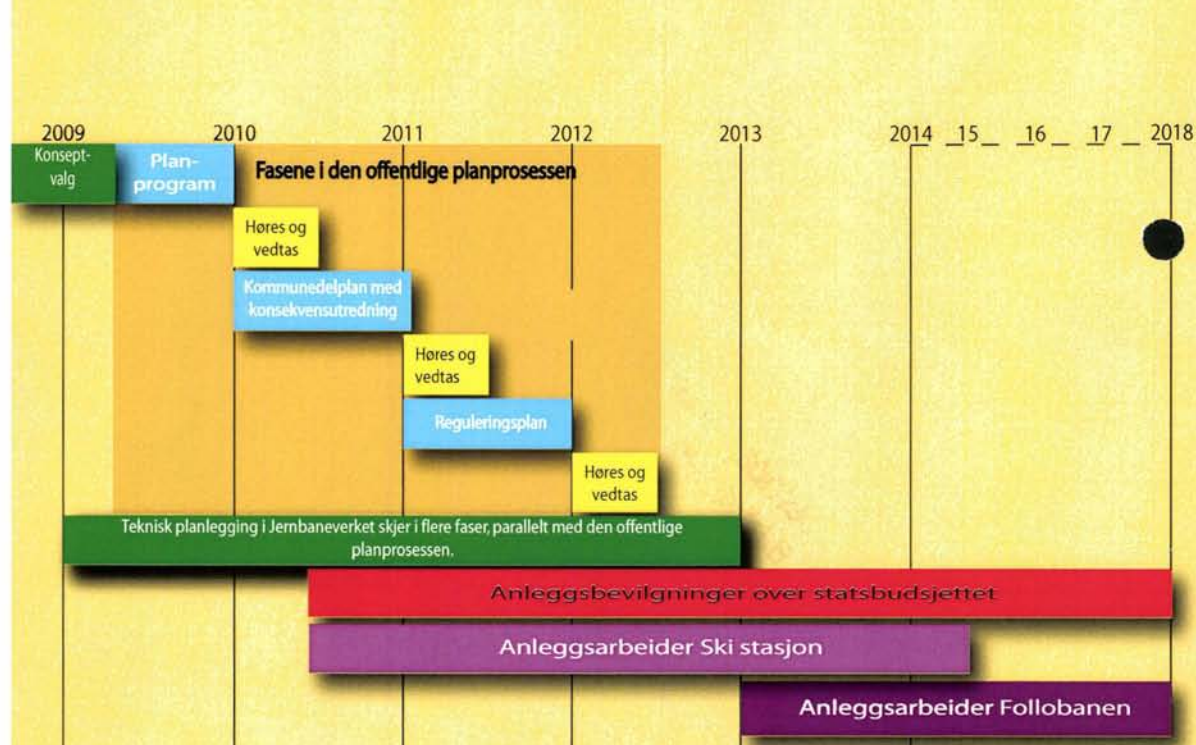 2009 2010 2011 2012 2013 2014 15 16 17 2018
Konsept-
valg
Plan-
program
Fasene i den offentlige planprosessen
Høres og
vedtas
Kommunedelplan med
konsekvensutredning
Høres og
vedtas
Reguleringsplan
Høres og
vedtas
Teknisk planlegging i Jernbaneverket skjer i flere faser, parallelt med den offentlige
planprosessen.
Anleggsbevilgninger over statsbudsjettet
Anleggsarbeider Ski stasjon
Anleggsarbeider Follobanen